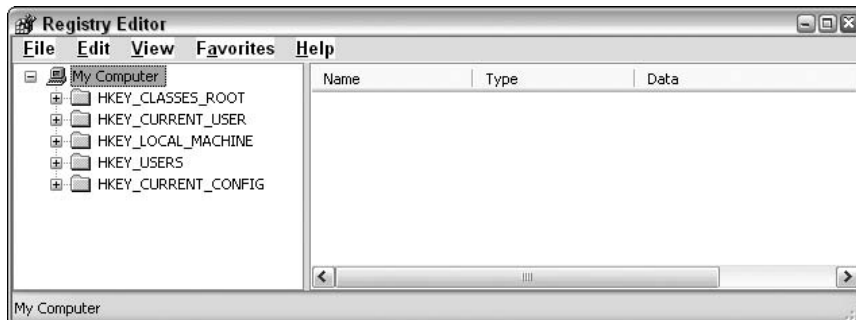 Registry Editor
File Edit View Favorites Help
My Computer
HKEY_CLASSES_ROOT
HKEY_CURRENT_USER
HKEY_LOCAL_MACHINE
HKEY_USERS
HKEY_CURRENT_CONFIG
Name Type Data
My Computer